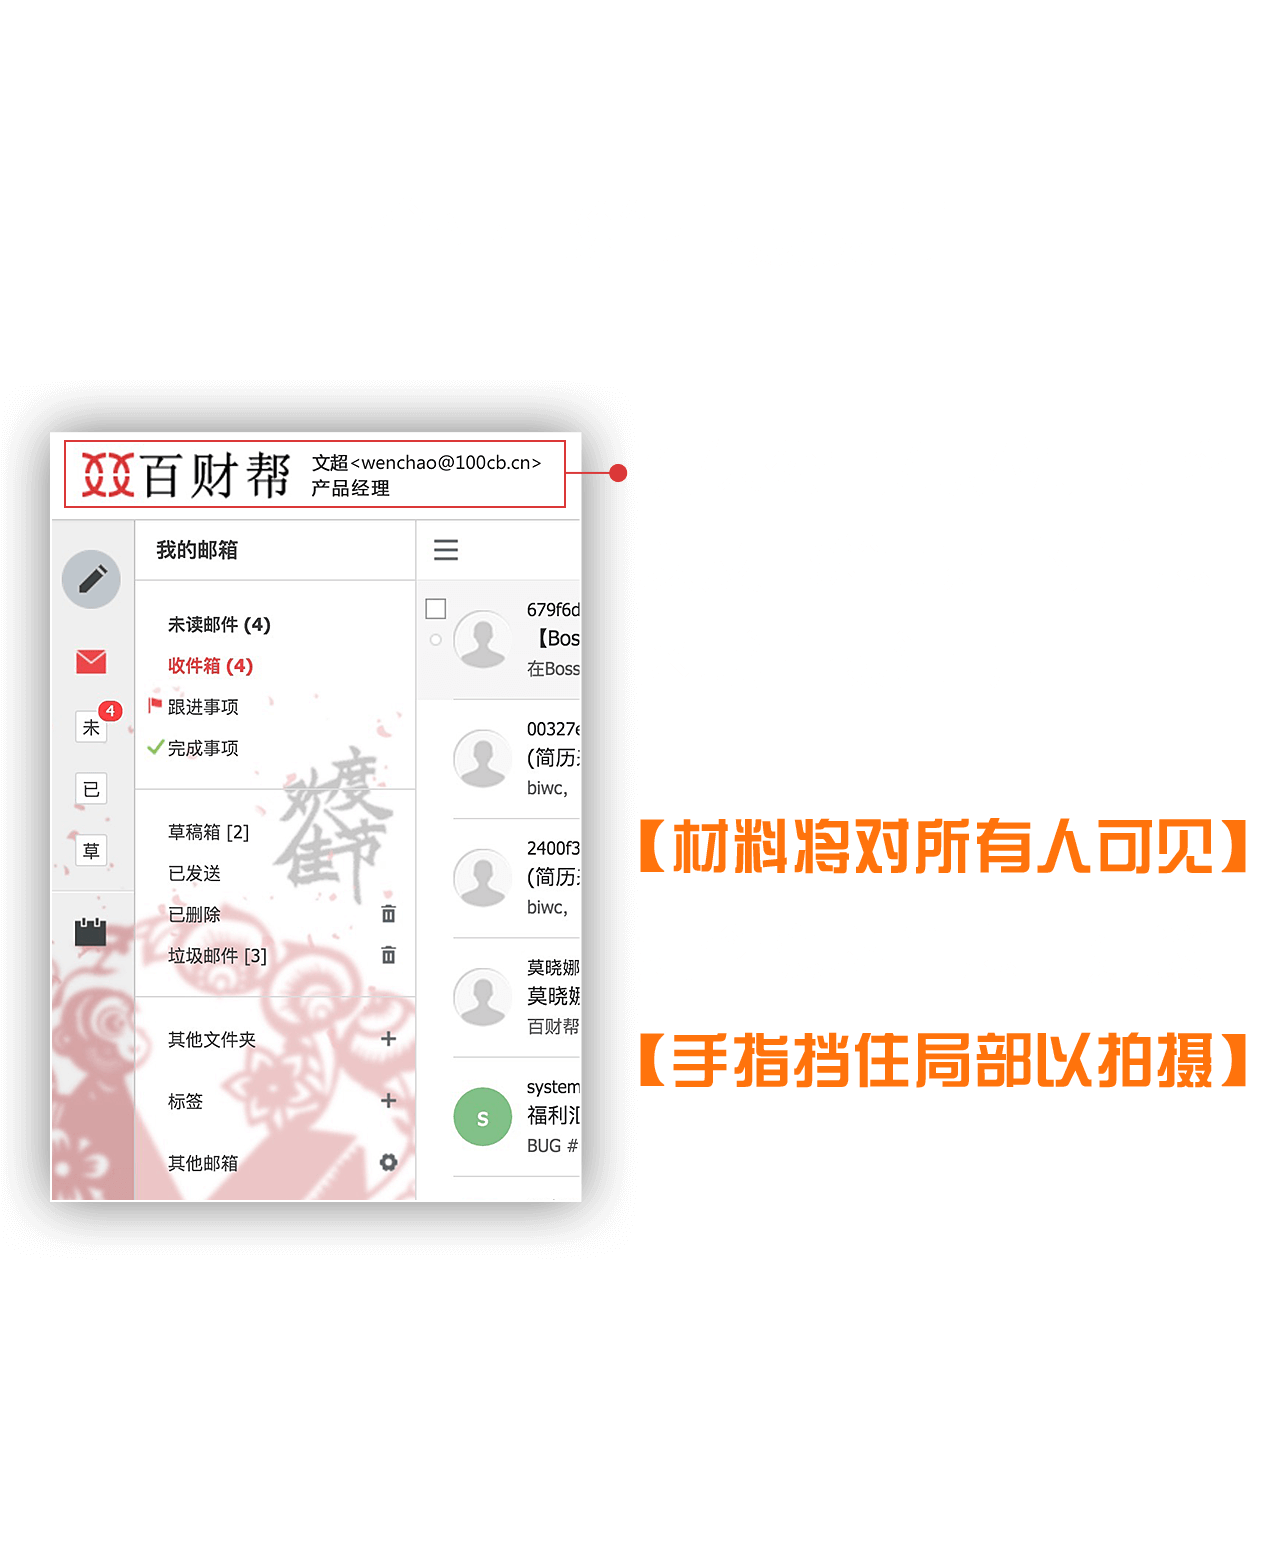 百财帮
文超<wenchao@100cb.cn>
产品经理
我的邮箱
未读邮件 (4)
收件箱 (4)
跟进事项
完成事项
欢度佳节
草稿箱 [2]
已发送
已删除
垃圾邮件 [3]
其他文件夹
标签
其他邮箱
4
未
已
草
679f6d
【Bos
在Boss
00327e
(简历
biwc,
2400f3
(简历
biwc,
莫晓娜
莫晓娜
百财帮
S
system
福利汇
BUG #
【材料将对所有人可见】
【手指挡住局部以拍摄】